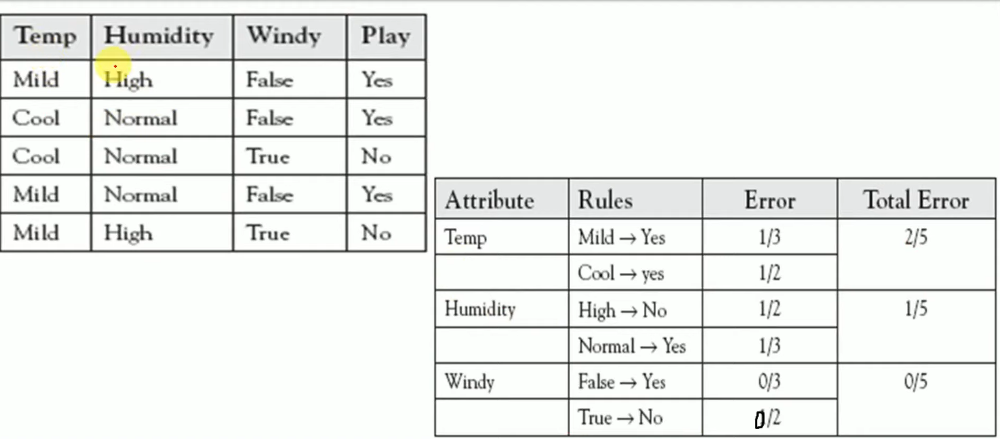 Temp Humidity Windy Play
Mild High False Yes
Cool Normal False Yes
Cool Normal True No
Mild Normal False Yes
Mild High True No
Attribute Rules Error Total Error
Temp Mild → Yes 1/3 2/5
Cool → yes 1/2
Humidity High → No 1/2 1/5
Normal → Yes 1/3
Windy False → Yes 0/3 0/5
True → No 0/2